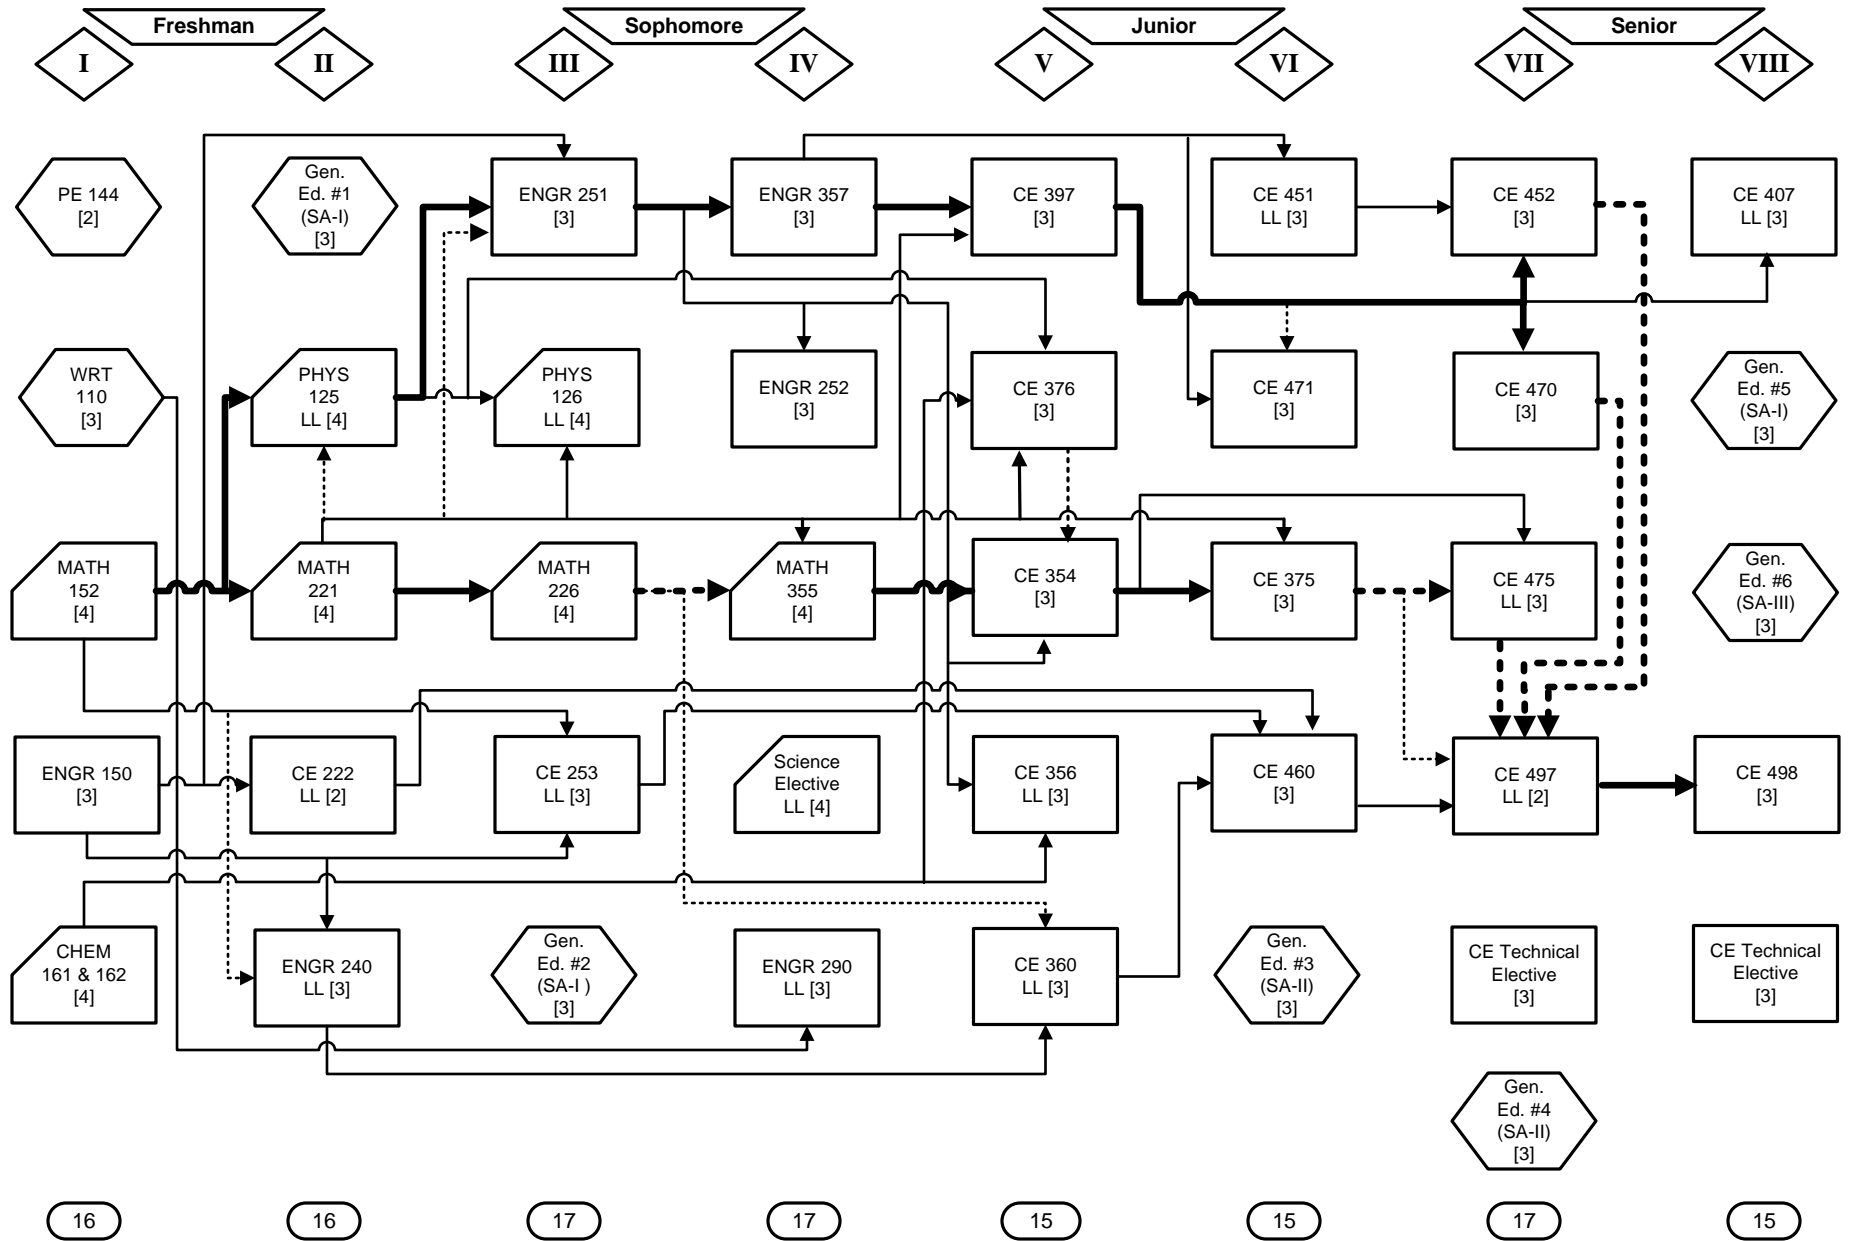 Freshman
Sophomore
Junior
Senior
I
II
III
IV
V
VI
VII
VIII
PE 144
[2]
Gen.
Ed. #1
(SA-I)
[3]
ENGR 251
[3]
ENGR 357
[3]
CE 397
[3]
CE 451
LL [3]
CE 452
[3]
CE 407
LL [3]
WRT
110
[3]
PHYS
125
LL [4]
PHYS
126
LL [4]
ENGR 252
[3]
CE 376
[3]
CE 471
[3]
CE 470
[3]
Gen.
Ed. #5
(SA-I)
[3]
MATH
152
[4]
MATH
221
[4]
MATH
226
[4]
MATH
355
[4]
CE 354
[3]
CE 375
[3]
CE 475
LL [3]
Gen.
Ed. #6
(SA-III)
[3]
ENGR 150
[3]
CE 222
LL [2]
CE 253
LL [3]
Science
Elective
LL [4]
CE 356
LL [3]
CE 460
[3]
CE 497
LL [2]
CE 498
[3]
CHEM
161 & 162
[4]
ENGR 240
LL [3]
Gen.
Ed. #2
(SA-I )
[3]
ENGR 290
LL [3]
CE 360
LL [3]
Gen.
Ed. #3
(SA-II)
[3]
CE Technical
Elective
[3]
CE Technical
Elective
[3]
Gen.
Ed. #4
(SA-II)
[3]
16
16
17
17
15
15
17
15